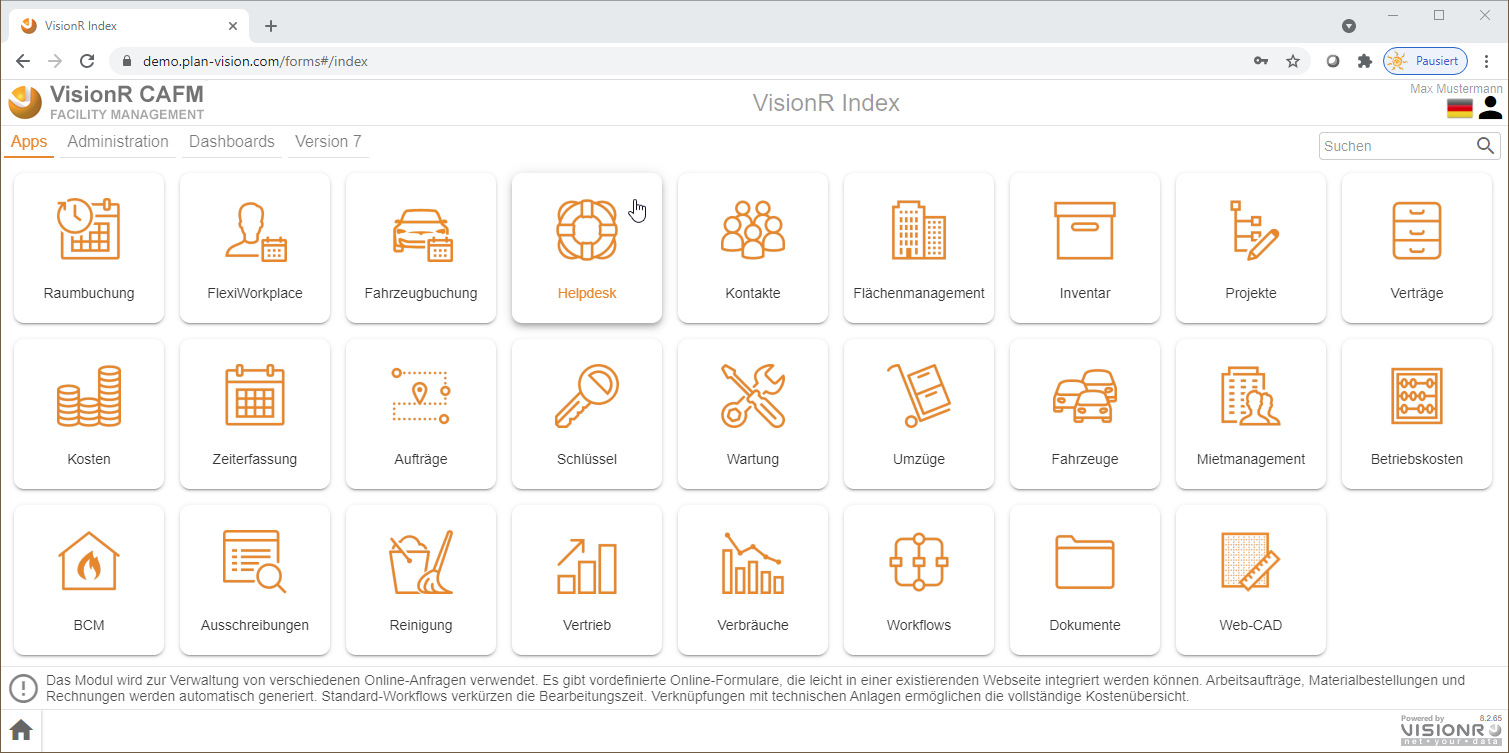 VisionR Index
demo.plan-vision.com/forms#/index
Pausiert
VisionR CAFM
FACILITY MANAGEMENT
VisionR Index
Max Mustermann
Apps Administration Dashboards Version 7
Suchen
Raumbuchung FlexiWorkplace Fahrzeugbuchung Helpdesk Kontakte Flächenmanagement Inventar Projekte Verträge
Kosten Zeiterfassung Aufträge Schlüssel Wartung Umzüge Fahrzeuge Mietmanagement Betriebskosten
BCM Ausschreibungen Reinigung Vertrieb Verbräuche Workflows Dokumente Web-CAD
Das Modul wird zur Verwaltung von verschiedenen Online-Anfragen verwendet. Es gibt vordefinierte Online-Formulare, die leicht in einer existierenden Webseite integriert werden können. Arbeitsaufträge, Materialbestellungen und
Rechnungen werden automatisch generiert. Standard-Workflows verkürzen die Bearbeitungszeit. Verknüpfungen mit technischen Anlagen ermöglichen die vollständige Kostenübersicht.
Powered by 8.2.65
VISIONR
net • your • data